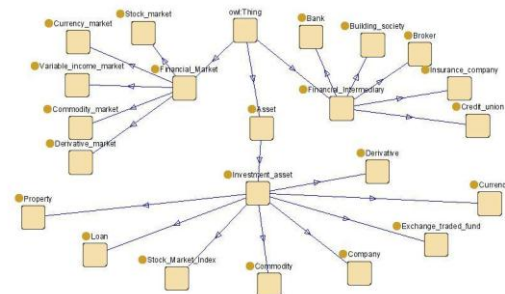 Stock_market
owl:Thing
Bank
Currency_market
Building_society
Broker
Variable_income_market
Financial_Market
Insurance_company
Financial_Intermediary
Commodity_market
Asset
Credit_union
Derivative_market
Derivative
Investment_asset
Property
Currenc
Loan
Exchange_traded_fund
Stock_Market_index
Company
Commodity